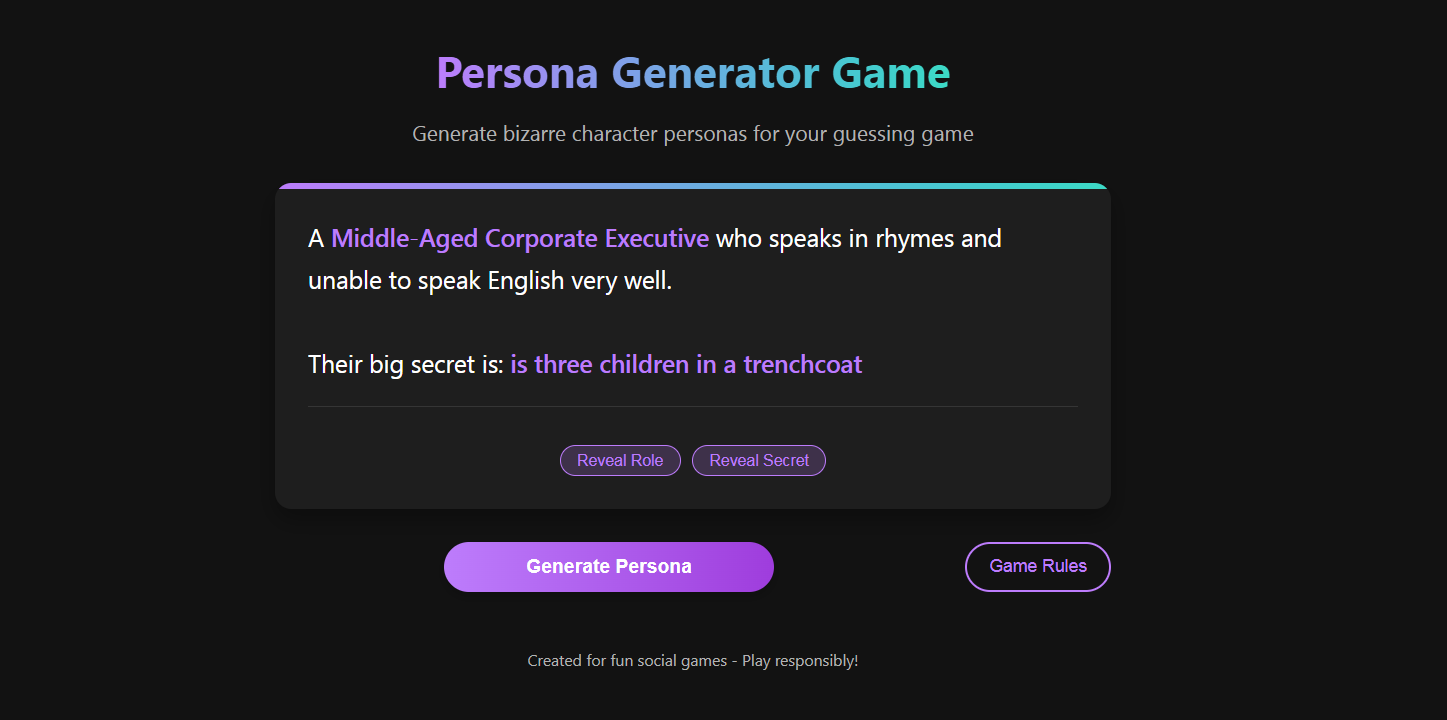 Persona Generator Game
Generate bizarre character personas for your guessing game
A Middle-Aged Corporate Executive who speaks in rhymes and
unable to speak English very well.
Their big secret is: is three children in a trenchcoat
Reveal Role
Reveal Secret
Generate Persona
Game Rules
Created for fun social games - Play responsibly!